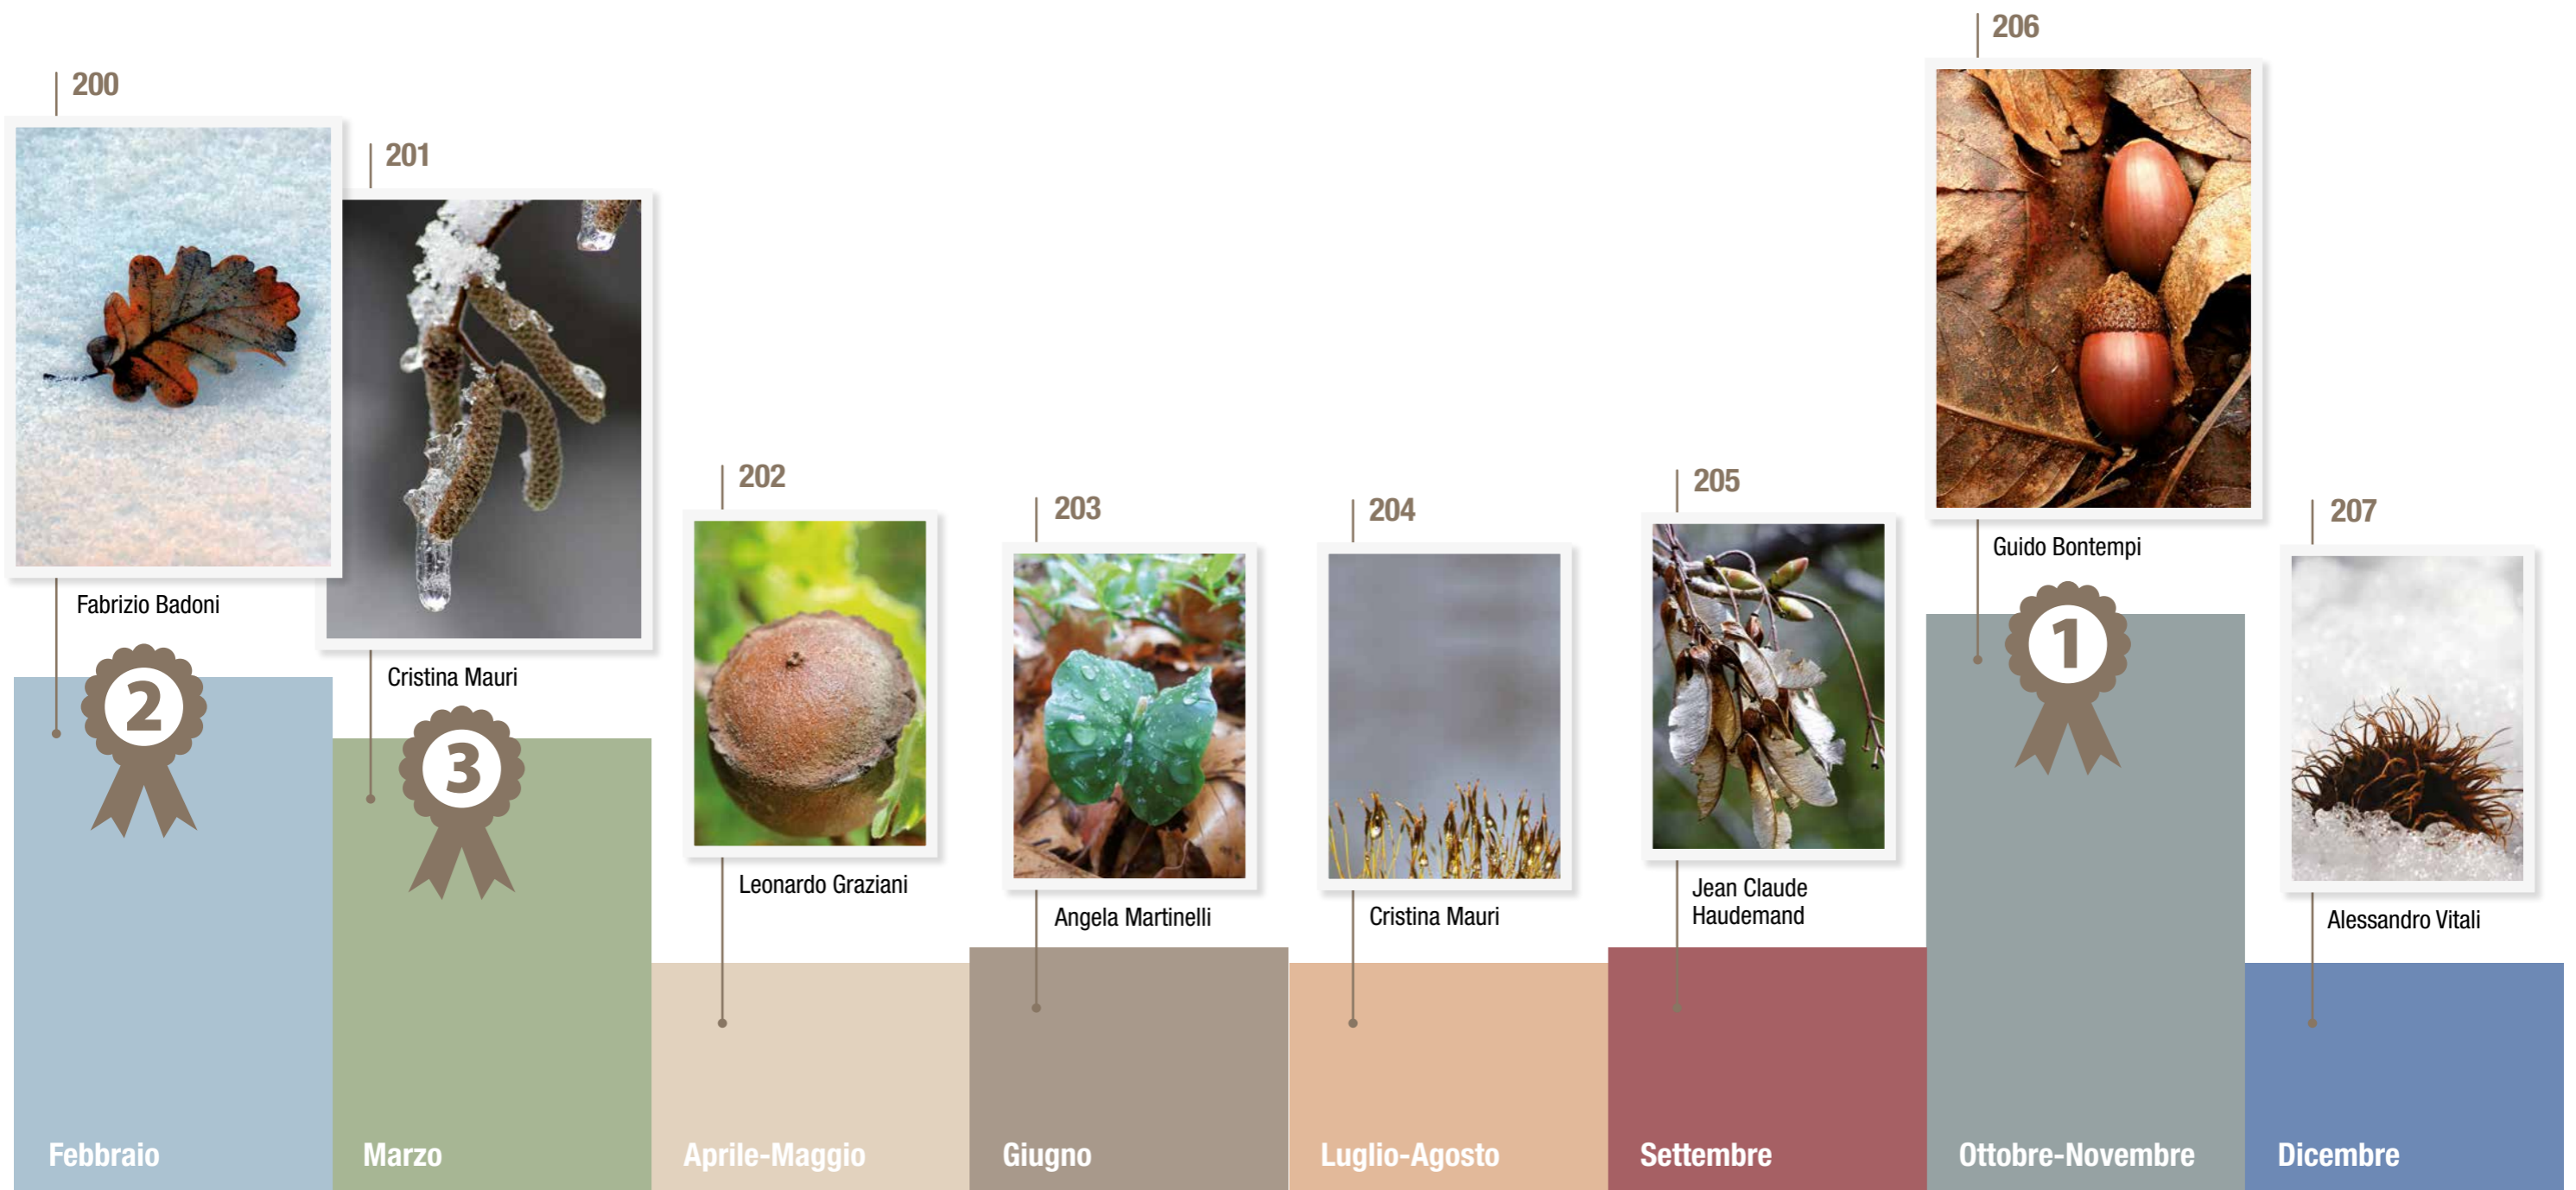 200
Fabrizio Badoni
2
Febbraio
201
Cristina Mauri
3
Marzo
202
Leonardo Graziani
Aprile-Maggio
203
Angela Martinelli
Giugno
204
Cristina Mauri
Luglio-Agosto
205
Jean Claude
Haudemand
Settembre
206
Guido Bontempi
1
Ottobre-Novembre
207
Alessandro Vitali
Dicembre